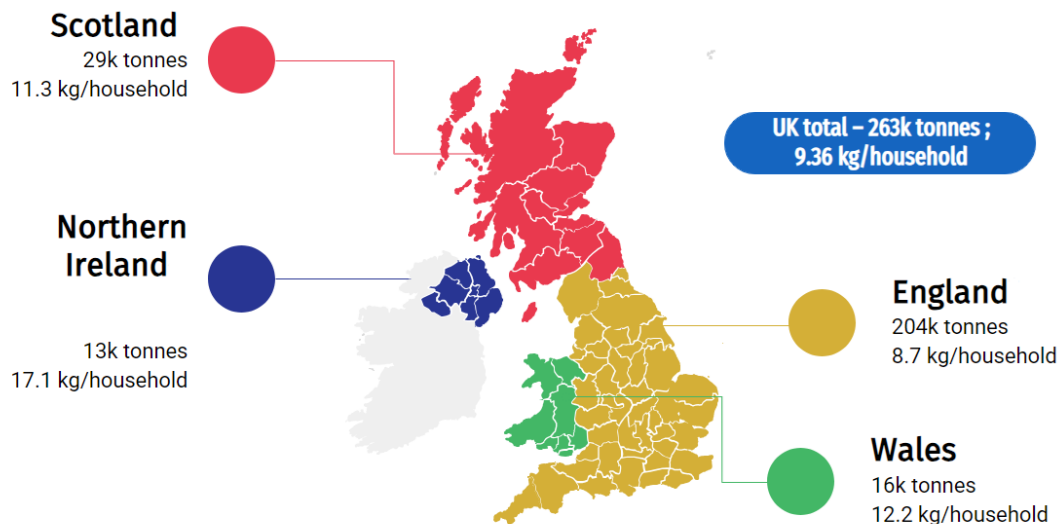 Scotland
29k tonnes
11.3 kg/household
UK total – 263k tonnes ;
9.36 kg/household
Northern
Ireland
13k tonnes
17.1 kg/household
England
204k tonnes
8.7 kg/household
Wales
16k tonnes
12.2 kg/household